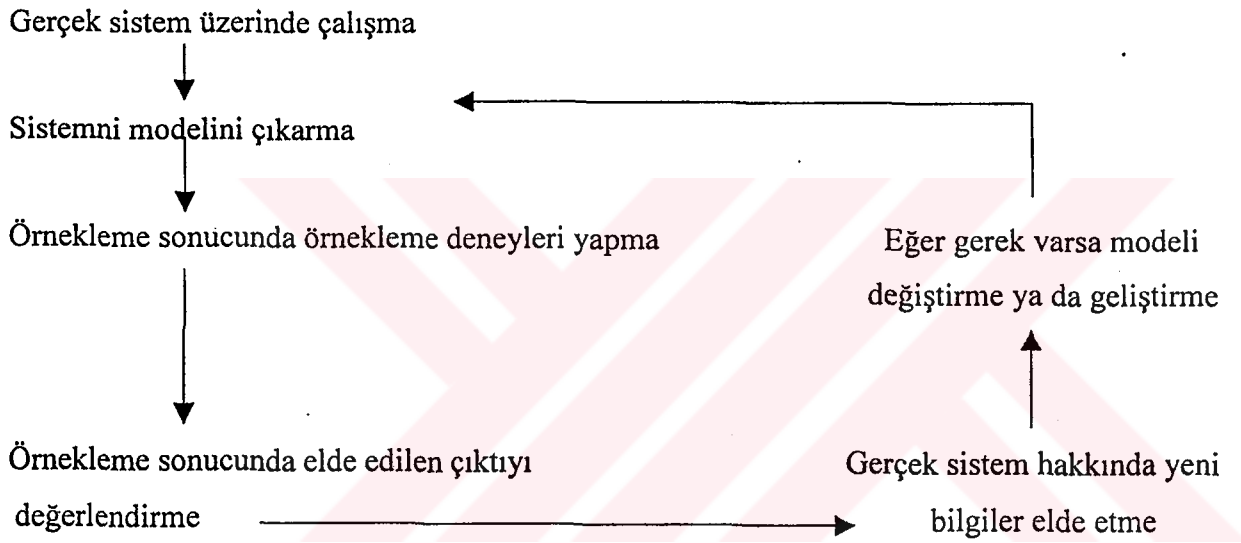 Gerçek sistem üzerinde çalışma
Sistemni modelini çıkarma
Örnekleme sonucunda örnekleme deneyleri yapma
Eğer gerek varsa modeli
değiştirme ya da geliştirme
Örnekleme sonucunda elde edilen çıktıyı
değerlendirme
Gerçek sistem hakkında yeni
bilgiler elde etme